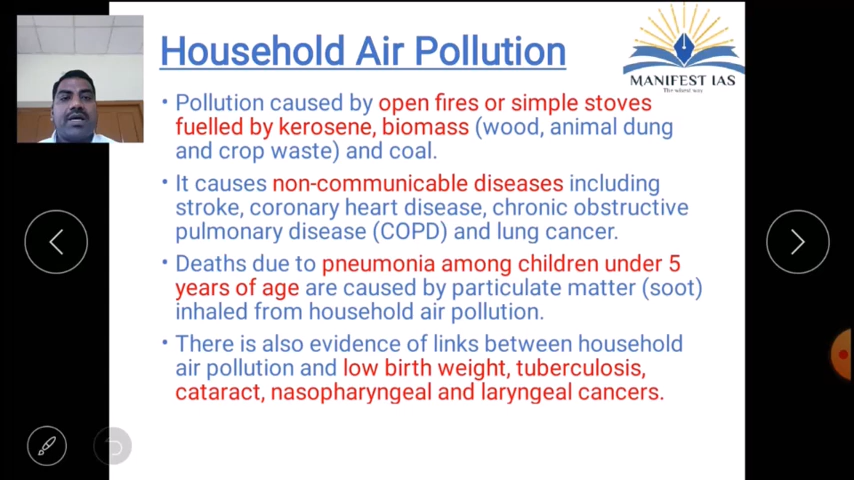 Household Air Pollution
MANIFEST IAS
• Pollution caused by open fires or simple stoves
fuelled by kerosene, biomass (wood, animal dung
and crop waste) and coal.
• It causes non-communicable diseases including
stroke, coronary heart disease, chronic obstructive
pulmonary disease (COPD) and lung cancer.
• Deaths due to pneumonia among children under 5
years of age are caused by particulate matter (soot)
inhaled from household air pollution.
• There is also evidence of links between household
air pollution and low birth weight, tuberculosis,
cataract, nasopharyngeal and laryngeal cancers.